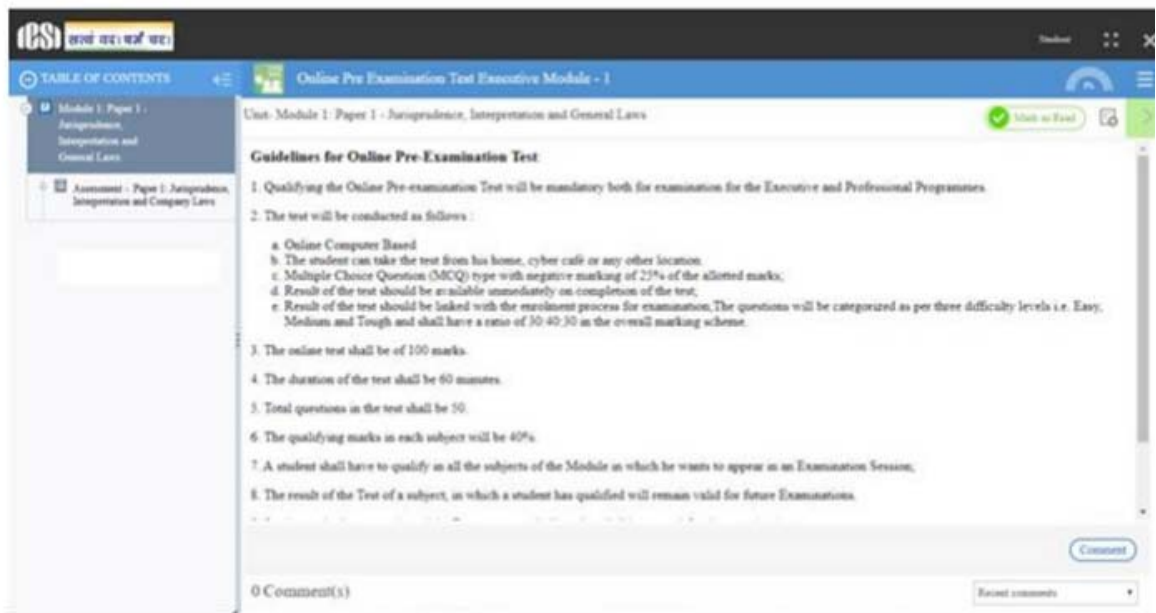 ICSI सत्यं वद। धर्मं चर।
Student
TABLE OF CONTENTS
Online Pre Examination Test Executive Module - 1
Module 1: Paper 1 -
Jurisprudence,
Interpretation and
General Laws
Unit- Module 1: Paper 1 - Jurisprudence, Interpretation and General Laws
Mark as Read
Assessment - Paper 1: Jurisprudence,
Interpretation and Company Laws
Guidelines for Online Pre-Examination Test
1. Qualifying the Online Pre-examination Test will be mandatory both for examination for the Executive and Professional Programmes.
2. The test will be conducted as follows :
a. Online Computer Based
b. The student can take the test from his home, cyber café or any other location.
c. Multiple Choice Question (MCQ) type with negative marking of 25% of the allotted marks;
d. Result of the test should be available immediately on completion of the test;
e. Result of the test should be linked with the enrolment process for examination,The questions will be categorized as per three difficulty levels i.e. Easy,
Medium and Tough and shall have a ratio of 30:40:30 in the overall marking scheme.
3. The online test shall be of 100 marks.
4. The duration of the test shall be 60 minutes.
5. Total questions in the test shall be 50.
6. The qualifying marks in each subject will be 40%.
7. A student shall have to qualify in all the subjects of the Module in which he wants to appear in an Examination Session;
8. The result of the Test of a subject, in which a student has qualified will remain valid for future Examinations.
Comment
0 Comment(s)
Recent comments